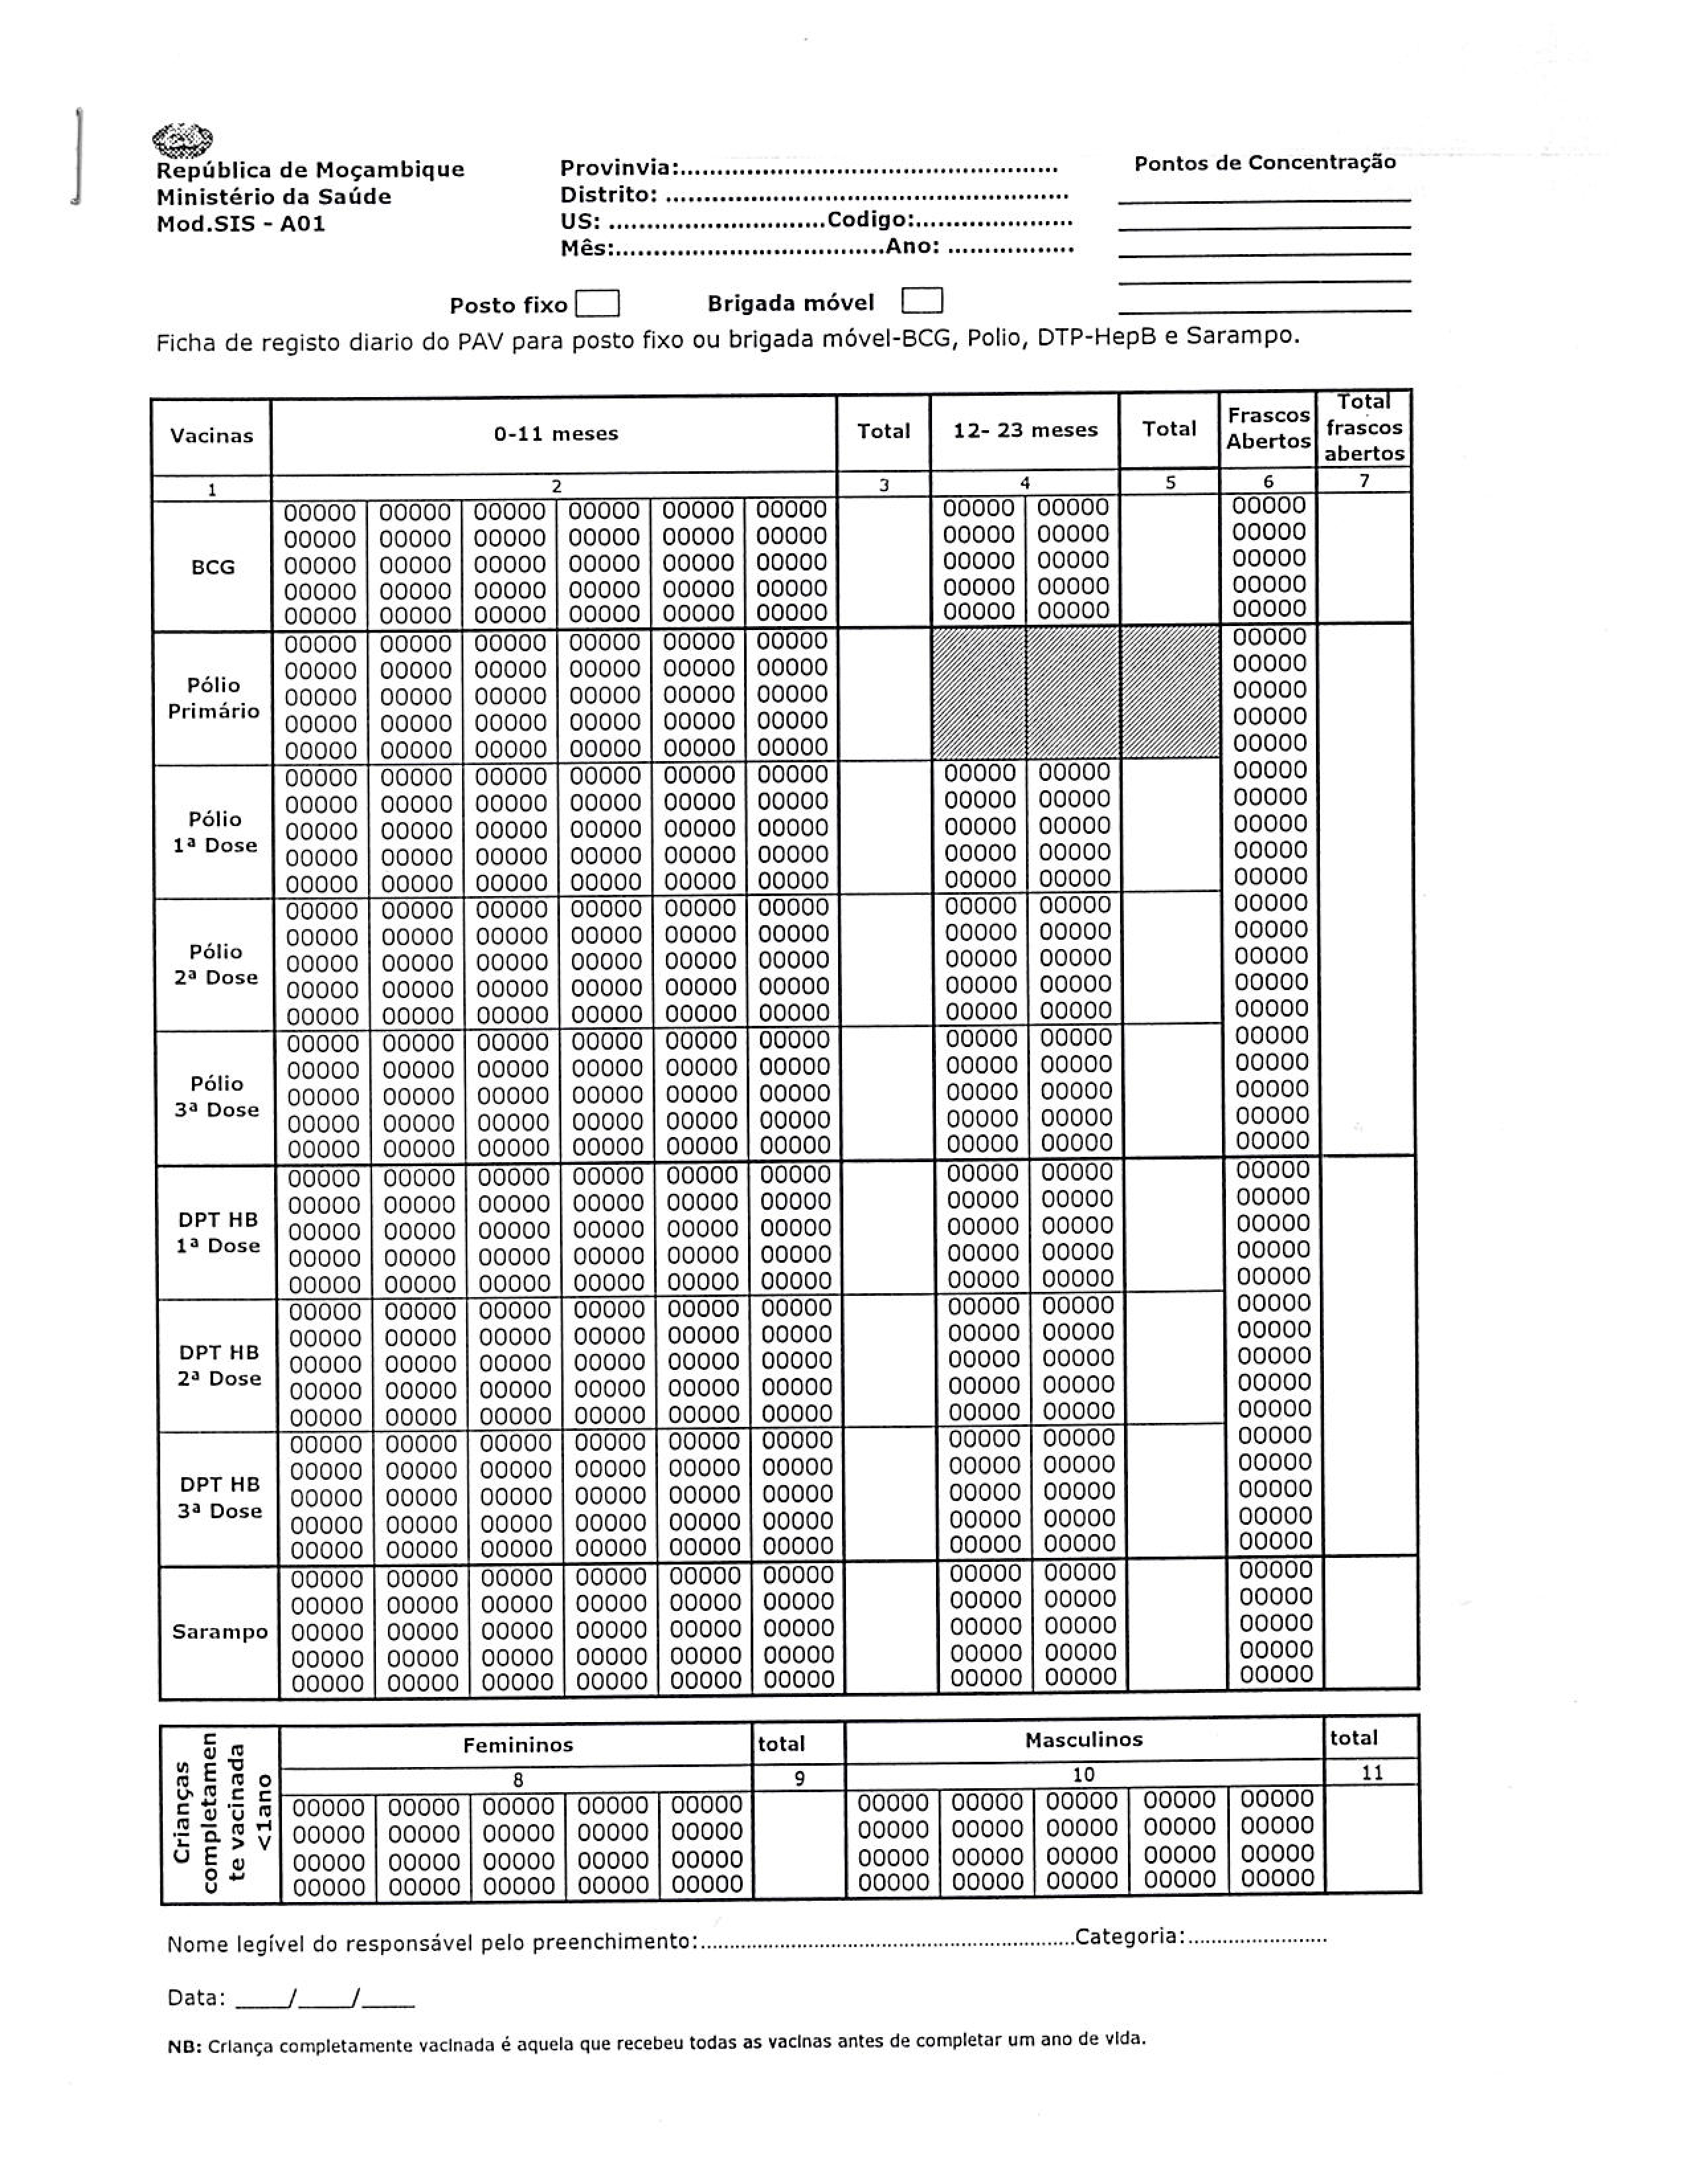 República de Moçambique
Ministério da Saúde
Mod.SIS - A01
Provinvia:..................................................
Distrito: .....................................................
US: ............................Codigo:.....................
Mês:...................................Ano: .................
Pontos de Concentração
Posto fixo
Brigada móvel
Ficha de registo diario do PAV para posto fixo ou brigada móvel-BCG, Polio, DTP-HepB e Sarampo.
Vacinas 0-11 meses Total 12- 23 meses Total Frascos Abertos Total frascos abertos
1 2 3 4 5 6 7
BCG
00000 00000 00000 00000 00000 00000 00000 00000 00000
00000 00000 00000 00000 00000 00000 00000 00000 00000
00000 00000 00000 00000 00000 00000 00000 00000 00000
00000 00000 00000 00000 00000 00000 00000 00000 00000
00000 00000 00000 00000 00000 00000 00000 00000 00000
Pólio
Primário
00000 00000 00000 00000 00000 00000 00000
00000 00000 00000 00000 00000 00000 00000
00000 00000 00000 00000 00000 00000 00000
00000 00000 00000 00000 00000 00000 00000
00000 00000 00000 00000 00000 00000 00000
Pólio
1ª Dose
00000 00000 00000 00000 00000 00000 00000 00000 00000
00000 00000 00000 00000 00000 00000 00000 00000 00000
00000 00000 00000 00000 00000 00000 00000 00000 00000
00000 00000 00000 00000 00000 00000 00000 00000 00000
00000 00000 00000 00000 00000 00000 00000 00000 00000
Pólio
2ª Dose
00000 00000 00000 00000 00000 00000 00000 00000 00000
00000 00000 00000 00000 00000 00000 00000 00000 00000
00000 00000 00000 00000 00000 00000 00000 00000 00000
00000 00000 00000 00000 00000 00000 00000 00000 00000
00000 00000 00000 00000 00000 00000 00000 00000 00000
Pólio
3ª Dose
00000 00000 00000 00000 00000 00000 00000 00000 00000
00000 00000 00000 00000 00000 00000 00000 00000 00000
00000 00000 00000 00000 00000 00000 00000 00000 00000
00000 00000 00000 00000 00000 00000 00000 00000 00000
00000 00000 00000 00000 00000 00000 00000 00000 00000
DPT HB
1ª Dose
00000 00000 00000 00000 00000 00000 00000 00000 00000
00000 00000 00000 00000 00000 00000 00000 00000 00000
00000 00000 00000 00000 00000 00000 00000 00000 00000
00000 00000 00000 00000 00000 00000 00000 00000 00000
00000 00000 00000 00000 00000 00000 00000 00000 00000
DPT HB
2ª Dose
00000 00000 00000 00000 00000 00000 00000 00000 00000
00000 00000 00000 00000 00000 00000 00000 00000 00000
00000 00000 00000 00000 00000 00000 00000 00000 00000
00000 00000 00000 00000 00000 00000 00000 00000 00000
00000 00000 00000 00000 00000 00000 00000 00000 00000
DPT HB
3ª Dose
00000 00000 00000 00000 00000 00000 00000 00000 00000
00000 00000 00000 00000 00000 00000 00000 00000 00000
00000 00000 00000 00000 00000 00000 00000 00000 00000
00000 00000 00000 00000 00000 00000 00000 00000 00000
00000 00000 00000 00000 00000 00000 00000 00000 00000
Sarampo
00000 00000 00000 00000 00000 00000 00000 00000 00000
00000 00000 00000 00000 00000 00000 00000 00000 00000
00000 00000 00000 00000 00000 00000 00000 00000 00000
00000 00000 00000 00000 00000 00000 00000 00000 00000
00000 00000 00000 00000 00000 00000 00000 00000 00000
Crianças
completamen
te vacinada
<1ano
Femininos total Masculinos total
8 9 10 11
00000 00000 00000 00000 00000 00000 00000 00000 00000 00000
00000 00000 00000 00000 00000 00000 00000 00000 00000 00000
00000 00000 00000 00000 00000 00000 00000 00000 00000 00000
00000 00000 00000 00000 00000 00000 00000 00000 00000 00000
Nome legível do responsável pelo preenchimento:...............................................................Categoria:........................
Data: ____/____/____
NB: Criança completamente vacinada é aquela que recebeu todas as vacinas antes de completar um ano de vida.